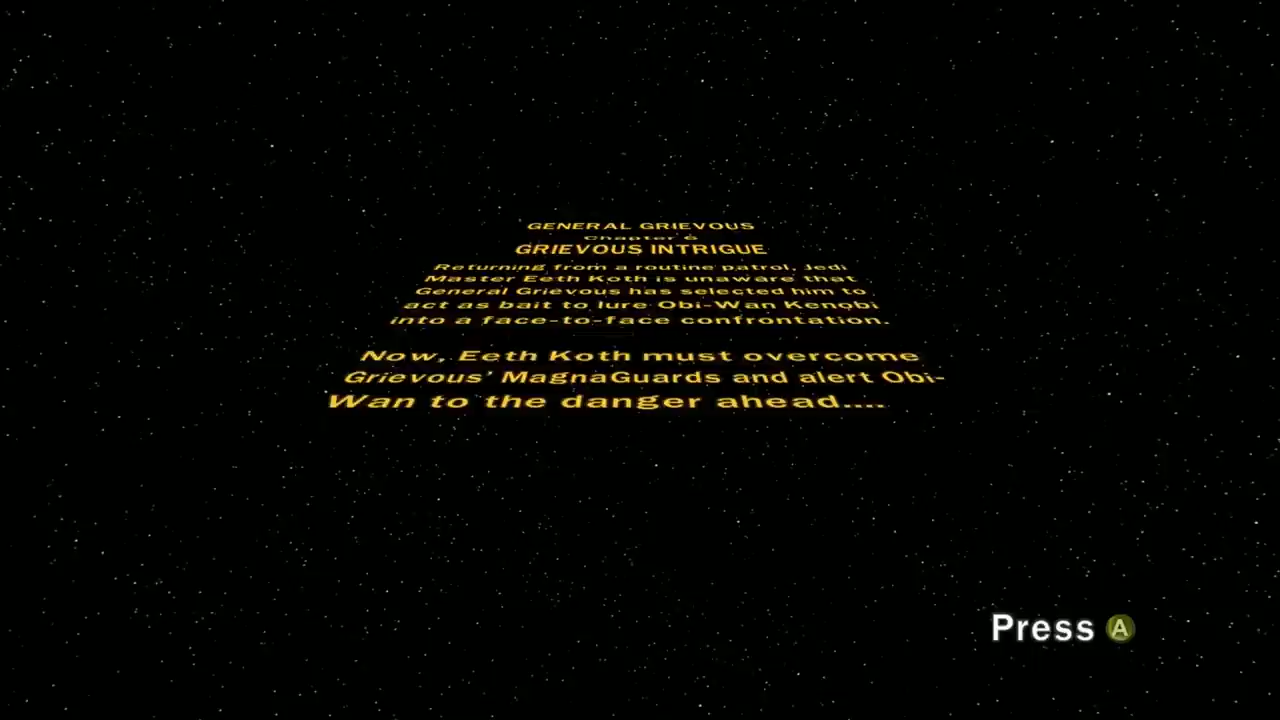 GENERAL GRIEVOUS
Chapter 6
GRIEVOUS INTRIGUE
Returning from a routine patrol, Jedi
Master Eeth Koth is unaware that
General Grievous has selected him to
act as bait to lure Obi-Wan Kenobi
into a face-to-face confrontation.
Now, Eeth Koth must overcome
Grievous' MagnaGuards and alert Obi-
Wan to the danger ahead....
Press A